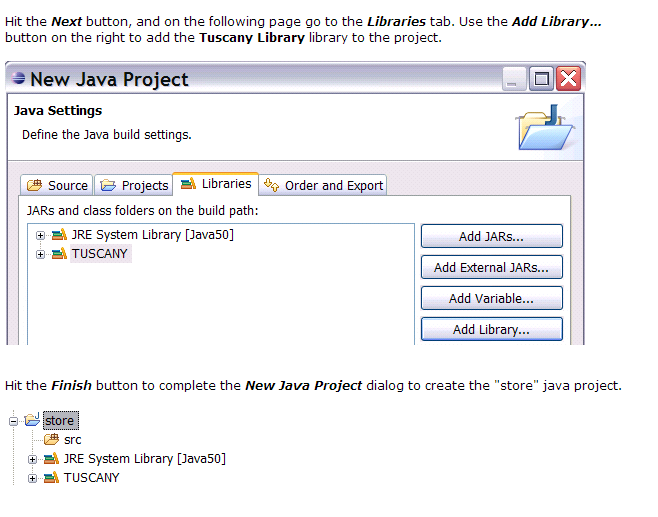 Hit the Next button, and on the following page go to the Libraries tab. Use the Add Library...
button on the right to add the Tuscany Library library to the project.
New Java Project
Java Settings
Define the Java build settings.
Source Projects Libraries Order and Export
JARs and class folders on the build path:
JRE System Library [Java50]
TUSCANY
Add JARs...
Add External JARs...
Add Variable...
Add Library...
Hit the Finish button to complete the New Java Project dialog to create the "store" java project.
store
src
JRE System Library [Java50]
TUSCANY